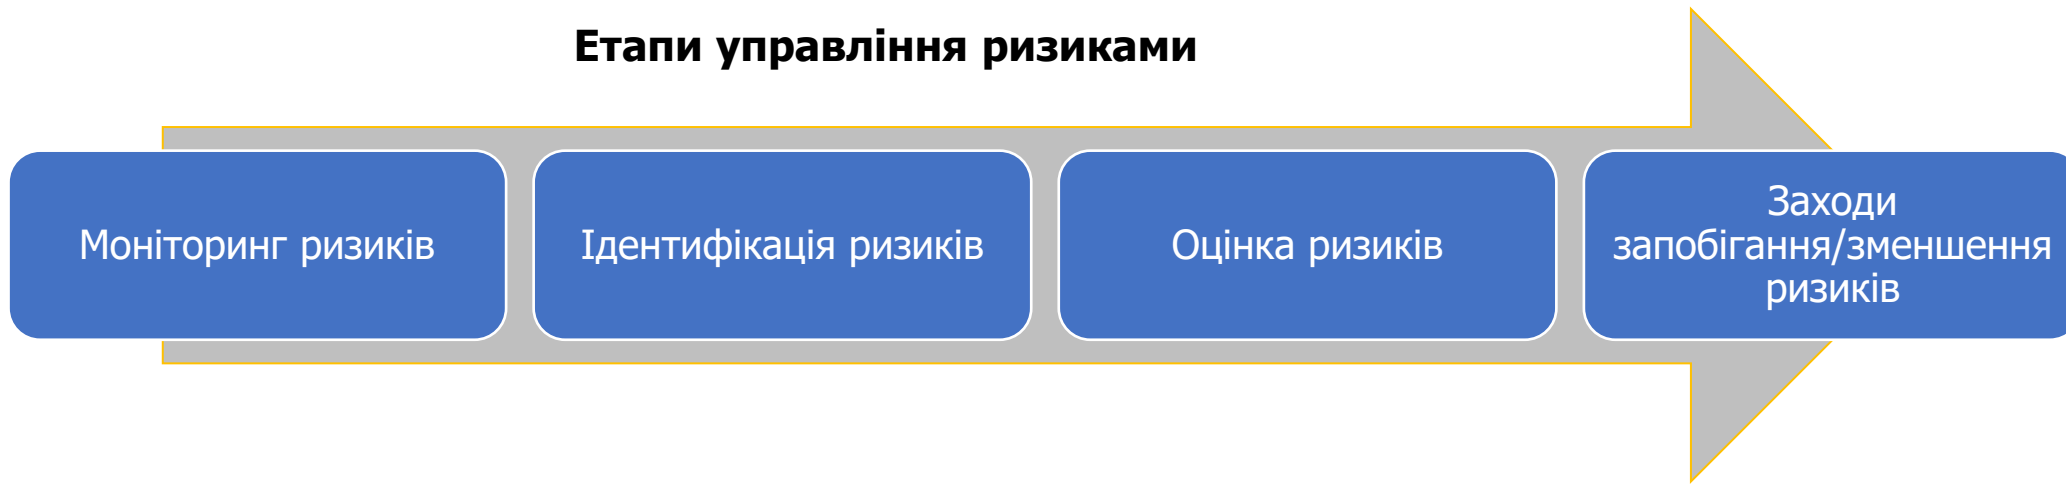 Етапи управління ризиками
Моніторинг ризиків
Ідентифікація ризиків
Оцінка ризиків
Заходи
запобігання/зменшення
ризиків